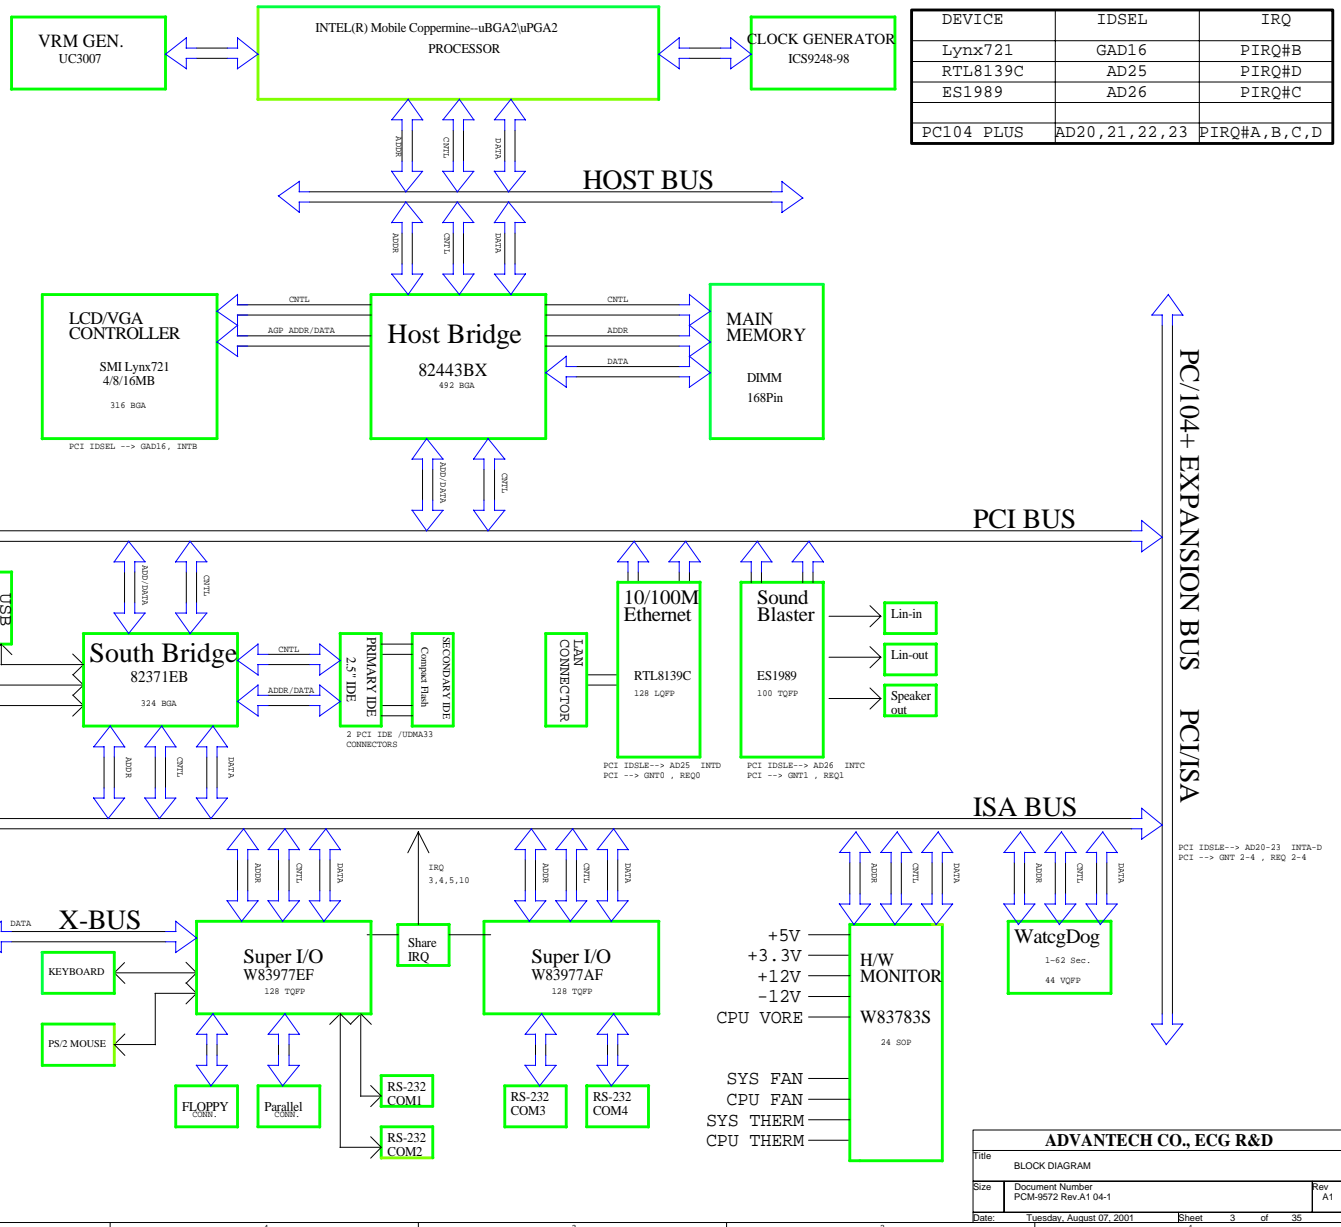 VRM GEN.
UC3007
INTEL(R) Mobile Coppermine--uBGA2\uPGA2
PROCESSOR
CLOCK GENERATOR
ICS9248-98
DEVICE IDSEL IRQ
Lynx721 GAD16 PIRQ#B
RTL8139C AD25 PIRQ#D
ES1989 AD26 PIRQ#C
PC104 PLUS AD20,21,22,23 PIRQ#A,B,C,D
ADDR
CNTL
DATA
HOST BUS
ADDR
CNTL
DATA
LCD/VGA
CONTROLLER
SMI Lynx721
4/8/16MB
316 BGA
PCI IDSEL --> GAD16, INTB
CNTL
AGP ADDR/DATA
Host Bridge
82443BX
492 BGA
CNTL
ADDR
DATA
MAIN
MEMORY
DIMM
168Pin
ADD/DATA
CNTL
PCI BUS
PC/104+ EXPANSION BUS PCI/ISA
USB
ADD/DATA
CNTL
South Bridge
82371EB
324 BGA
CNTL
ADDR/DATA
PRIMARY IDE
2.5" IDE
SECONDARY IDE
Compact Flash
2 PCI IDE /UDMA33
CONNECTORS
LAN
CONNECTOR
10/100M
Ethernet
RTL8139C
128 LQFP
PCI IDSLE--> AD25 INTD
PCI --> GNT0 , REQ0
Sound
Blaster
ES1989
100 TQFP
PCI IDSLE--> AD26 INTC
PCI --> GNT1 , REQ1
Lin-in
Lin-out
Speaker
out
ADDR
CNTL
DATA
ISA BUS
PCI IDSLE--> AD20-23 INTA-D
PCI --> GNT 2-4 , REQ 2-4
ADDR
CNTL
DATA
IRQ
3,4,5,10
ADDR
CNTL
DATA
ADDR
CNTL
DATA
ADDR
CNTL
DATA
DATA
X-BUS
KEYBOARD
PS/2 MOUSE
Super I/O
W83977EF
128 TQFP
Share
IRQ
Super I/O
W83977AF
128 TQFP
+5V
+3.3V
+12V
-12V
CPU VORE
SYS FAN
CPU FAN
SYS THERM
CPU THERM
H/W
MONITOR
W83783S
24 SOP
WatcgDog
1-62 Sec.
44 VQFP
FLOPPY
CONN.
Parallel
CONN.
RS-232
COM1
RS-232
COM2
RS-232
COM3
RS-232
COM4
ADVANTECH CO., ECG R&D
Title
BLOCK DIAGRAM
Size Document Number Rev
PCM-9572 Rev.A1 04-1 A1
Date: Tuesday, August 07, 2001 Sheet 3 of 35